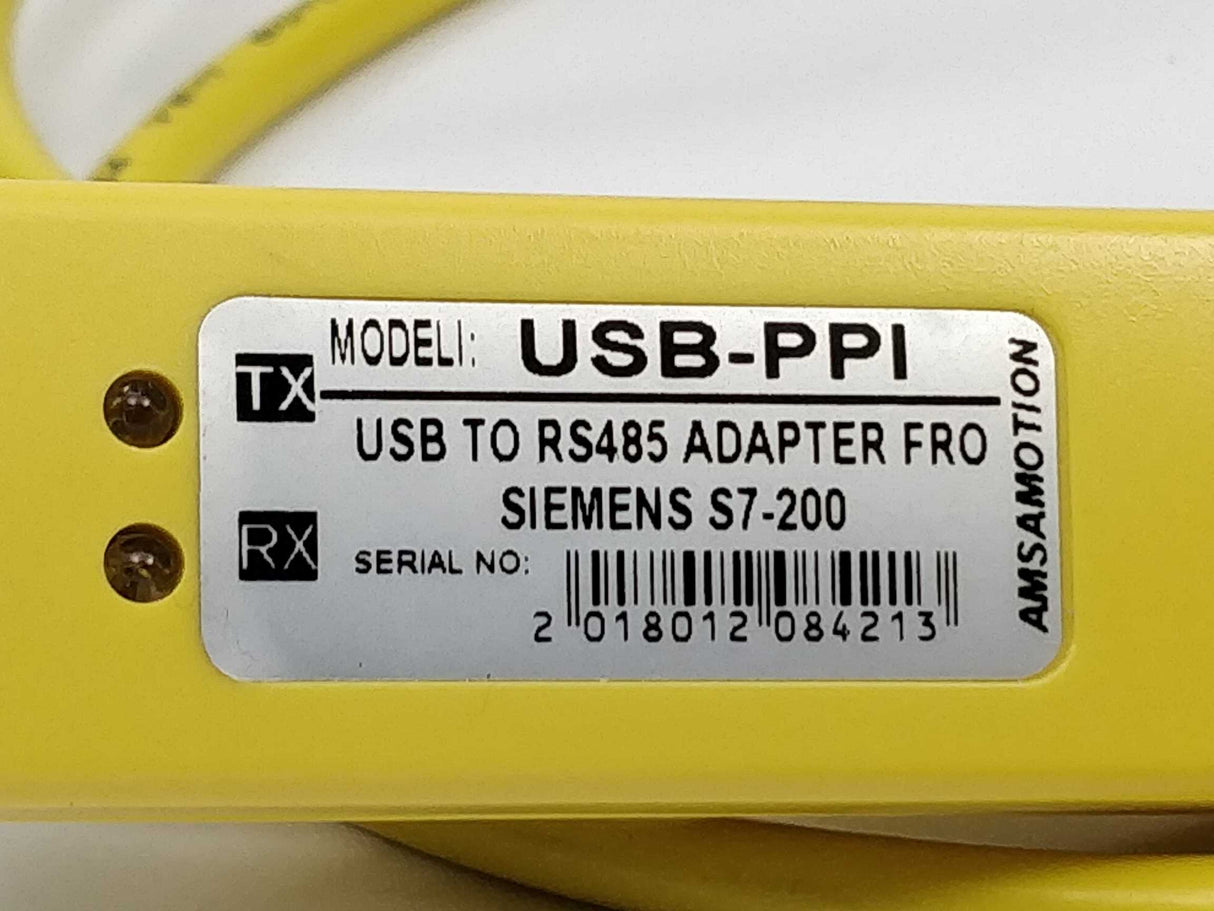 TX
MODELI: USB-PPI
USB TO RS485 ADAPTER FRO
SIEMENS S7-200
RX
SERIAL NO:
2 018012 084213
AMSAMOTION